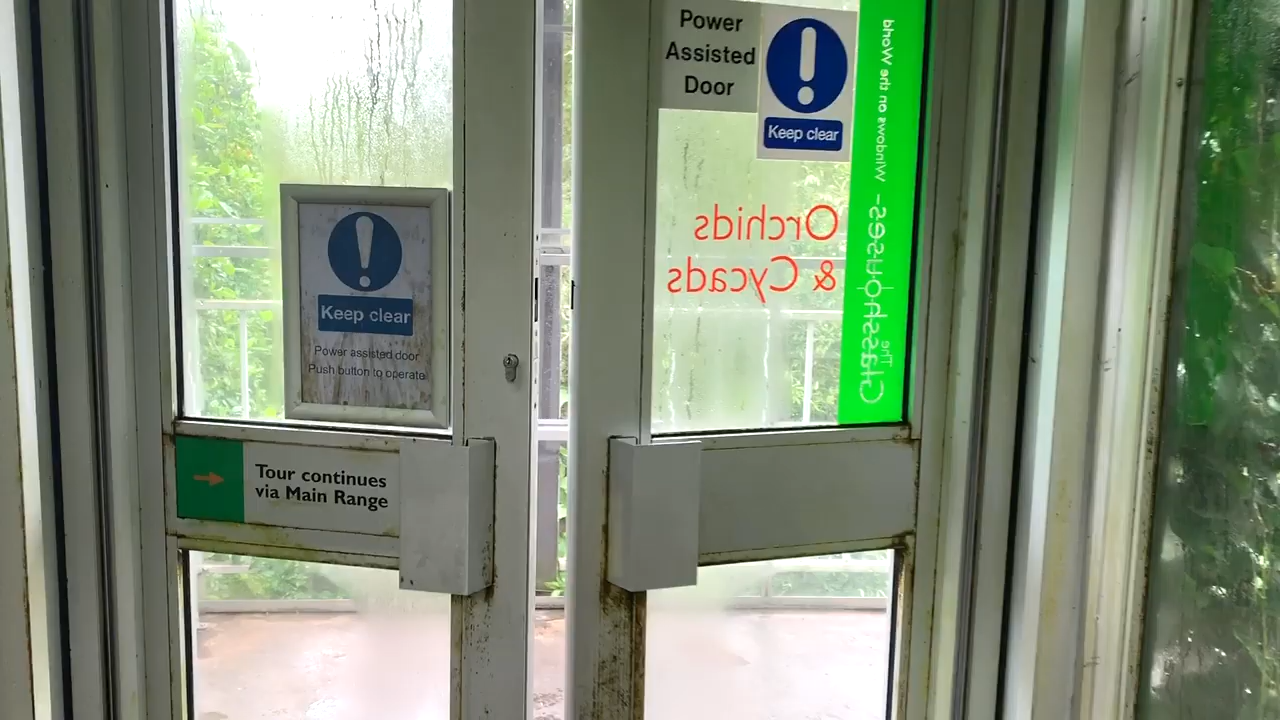 Power
Assisted
Door
Keep clear
Keep clear
Power assisted door
Push button to operate
Orchids
& Cycads
The
Glasshouses - Windows on the World
Tour continues
via Main Range